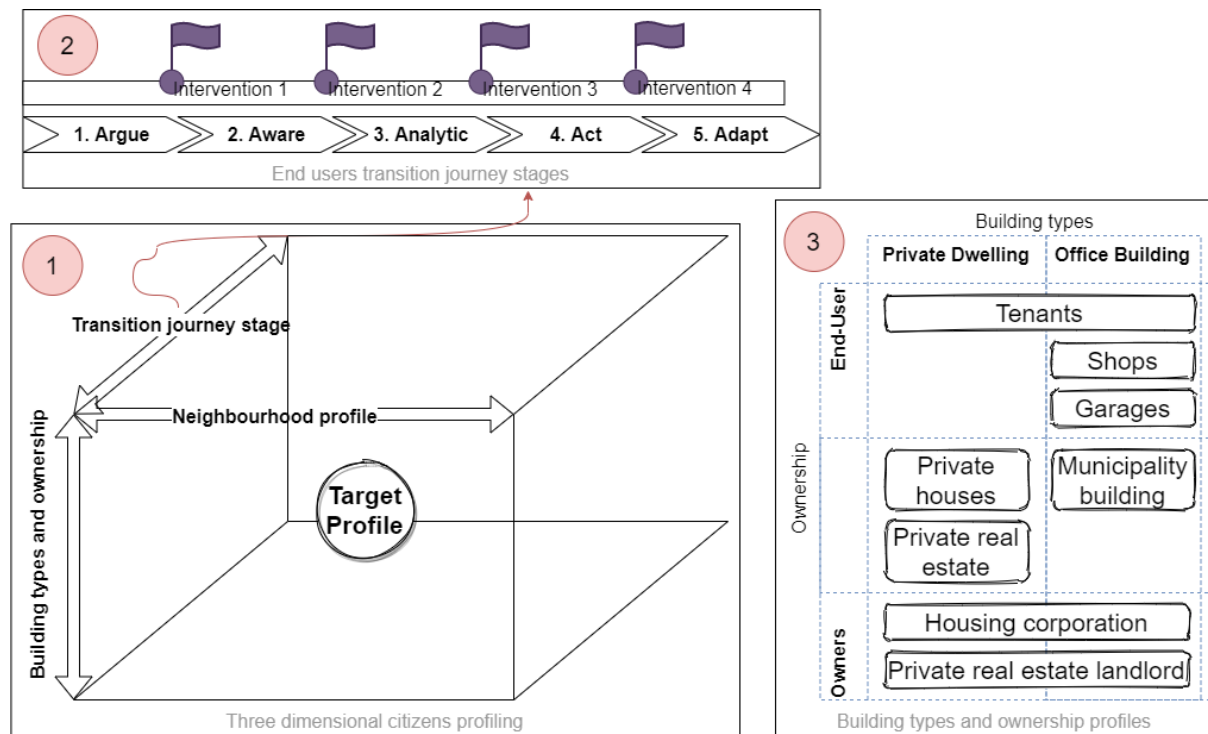 2
Intervention 1
Intervention 2
Intervention 3
Intervention 4
1. Argue
2. Aware
3. Analytic
4. Act
5. Adapt
End users transition journey stages
1
Transition journey stage
Neighbourhood profile
Building types and ownership
Target
Profile
Three dimensional citizens profiling
3
Building types
Private Dwelling
Office Building
Ownership
End-User
Tenants
Shops
Garages
Private
houses
Municipality
building
Private real
estate
Owners
Housing corporation
Private real estate landlord
Building types and ownership profiles